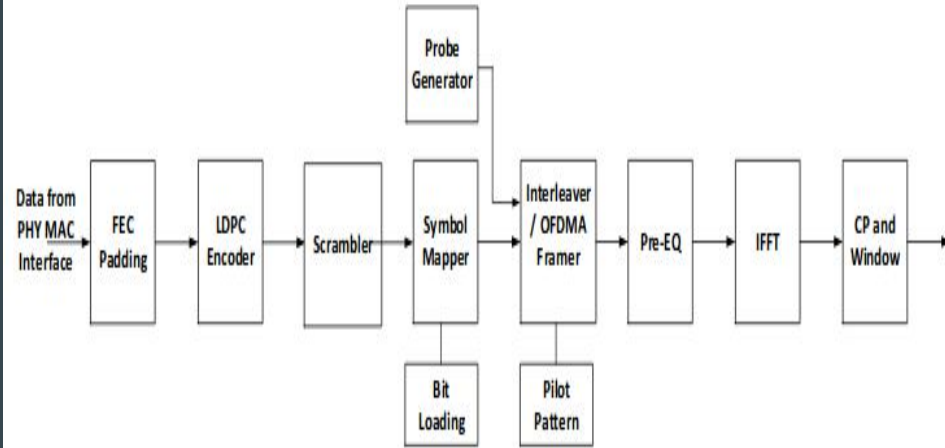 Probe
Generator
Data from
PHY MAC
Interface
FEC
Padding
LDPC
Encoder
Scrambler
Symbol
Mapper
Interleaver
/ OFDMA
Framer
Pre-EQ
IFFT
CP and
Window
Bit
Loading
Pilot
Pattern